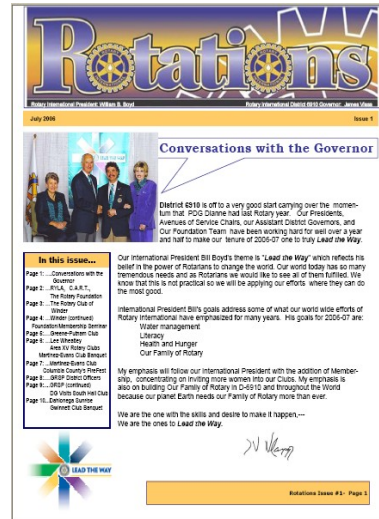 Rotations
Rotary International President: William B. Boyd
Rotary International District 6910 Governor: James Vlass
July 2006
Issue 1
Conversations with the Governor
District 6910 is off to a very good start carrying over the momen-
tum that PDG Dianne had last Rotary year. Our Presidents,
Avenues of Service Chairs, our Assistant District Governors, and
Our Foundation Team have been working hard for well over a year
and half to make our tenure of 2006-07 one to truly Lead the Way.
In this issue...
Page 1: ....Conversations with the
Governor
Page 2:....RYLA, C.A.R.T.,
The Rotary Foundation
Page 3:....The Rotary Club of
Winder
Page 4:....Winder (continued)
Foundation/Membership Seminar
Page 5:....Greene-Putnam Club
Page 6:....Lee Wheatley
Area XV Rotary Clubs
Martinez-Evans Club Banquet
Page 7:....Martinez-Evans Club
Columbia County's FireFest
Page 8:....GRSP District Officers
Page 9:....GRSP (continued)
DG Visits South Hall Club
Page 10...Dahlonega Sunrise
Gwinnett Club Banquet
Our International President Bill Boyd's theme is "Lead the Way" which reflects his
belief in the power of Rotarians to change the world. Our world today has so many
tremendous needs and as Rotarians we would like to see all of them fulfilled. We
know that this is not practical so we will be applying our efforts where they can do
the most good.
International President Bill's goals address some of what our world wide efforts of
Rotary International have emphasized for many years. His goals for 2006-07 are:
Water management
Literacy
Health and Hunger
Our Family of Rotary
My emphasis will follow our International President with the addition of Member-
ship, concentrating on inviting more women into our Clubs. My emphasis is
also on building Our Family of Rotary in D-6910 and throughout the World
because our planet Earth needs our Family of Rotary more than ever.
We are the one with the skills and desire to make it happen,---
We are the ones to Lead the Way.
LEAD THE WAY
Rotations Issue #1- Page 1